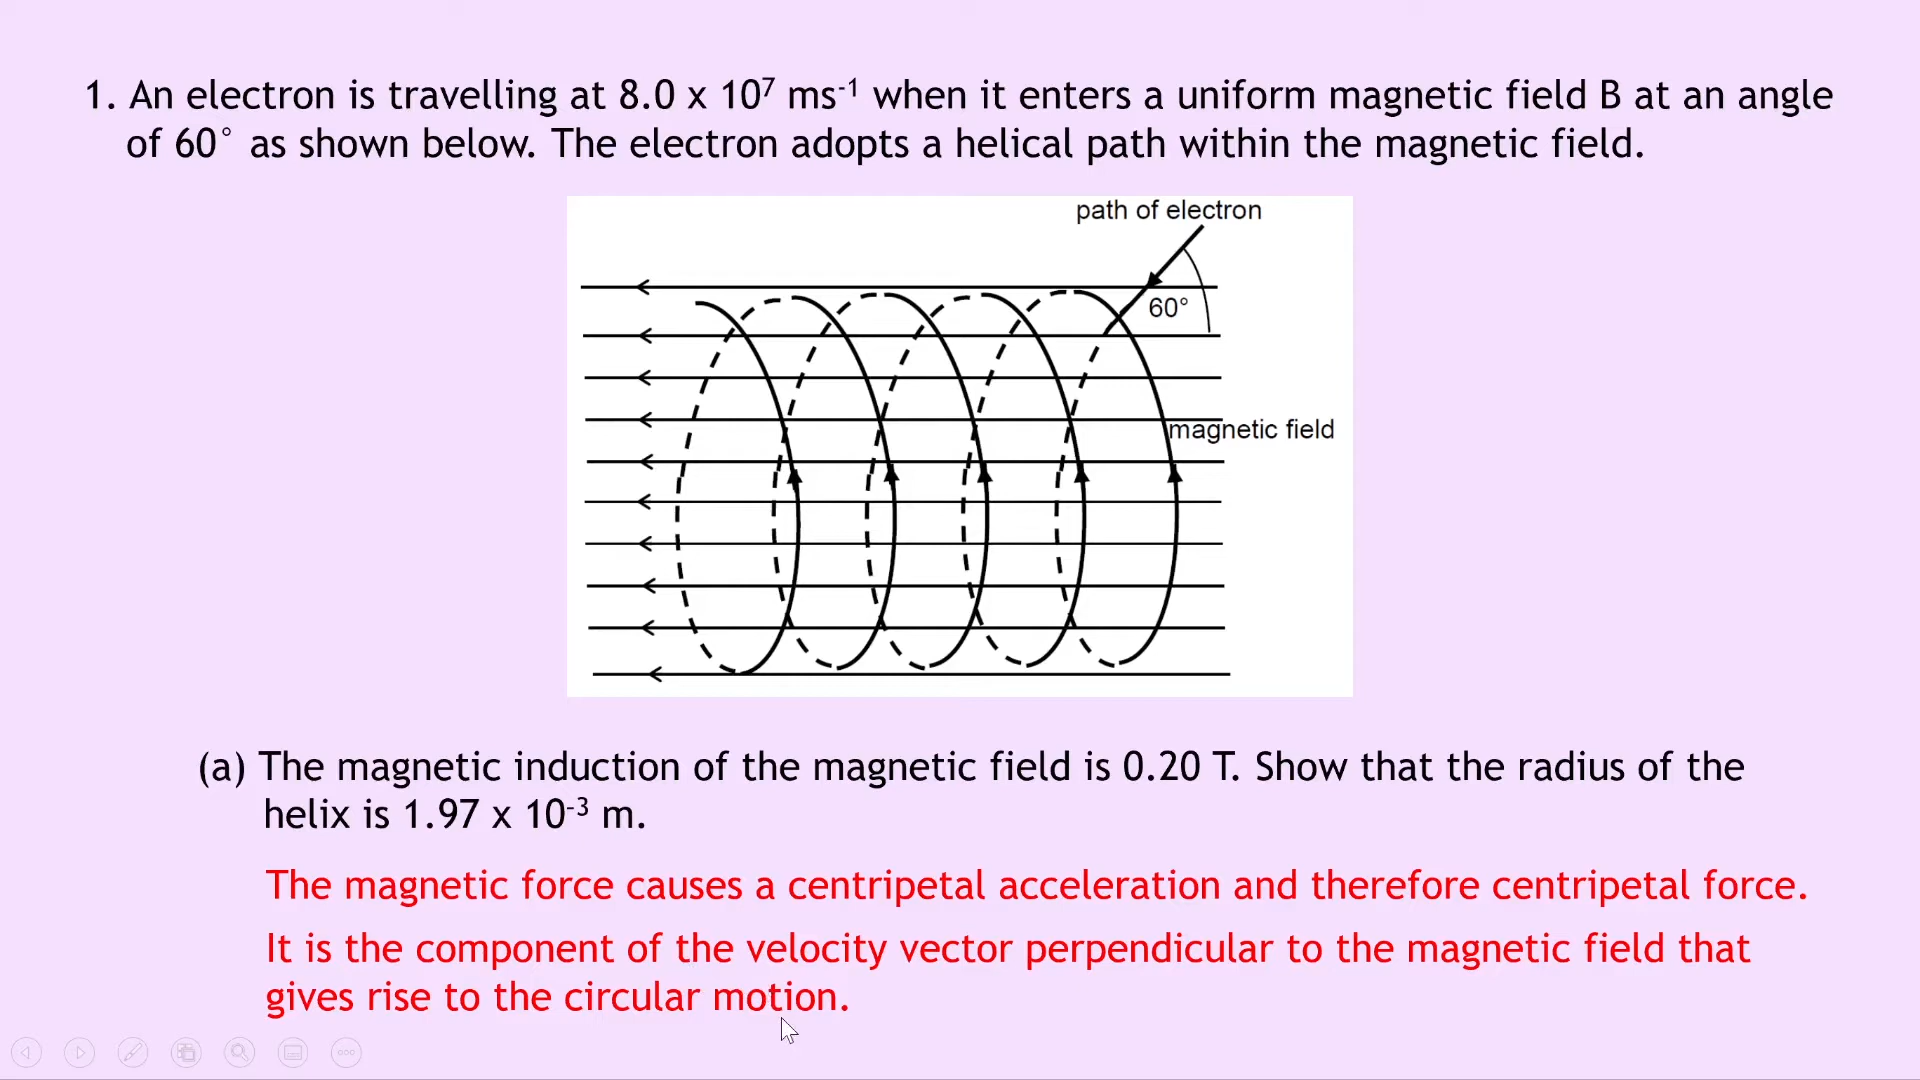 1. An electron is travelling at 8.0 x 10⁷ ms⁻¹ when it enters a uniform magnetic field B at an angle
of 60° as shown below. The electron adopts a helical path within the magnetic field.
path of electron
60°
magnetic field
(a) The magnetic induction of the magnetic field is 0.20 T. Show that the radius of the
helix is 1.97 x 10⁻³ m.
The magnetic force causes a centripetal acceleration and therefore centripetal force.
It is the component of the velocity vector perpendicular to the magnetic field that
gives rise to the circular motion.